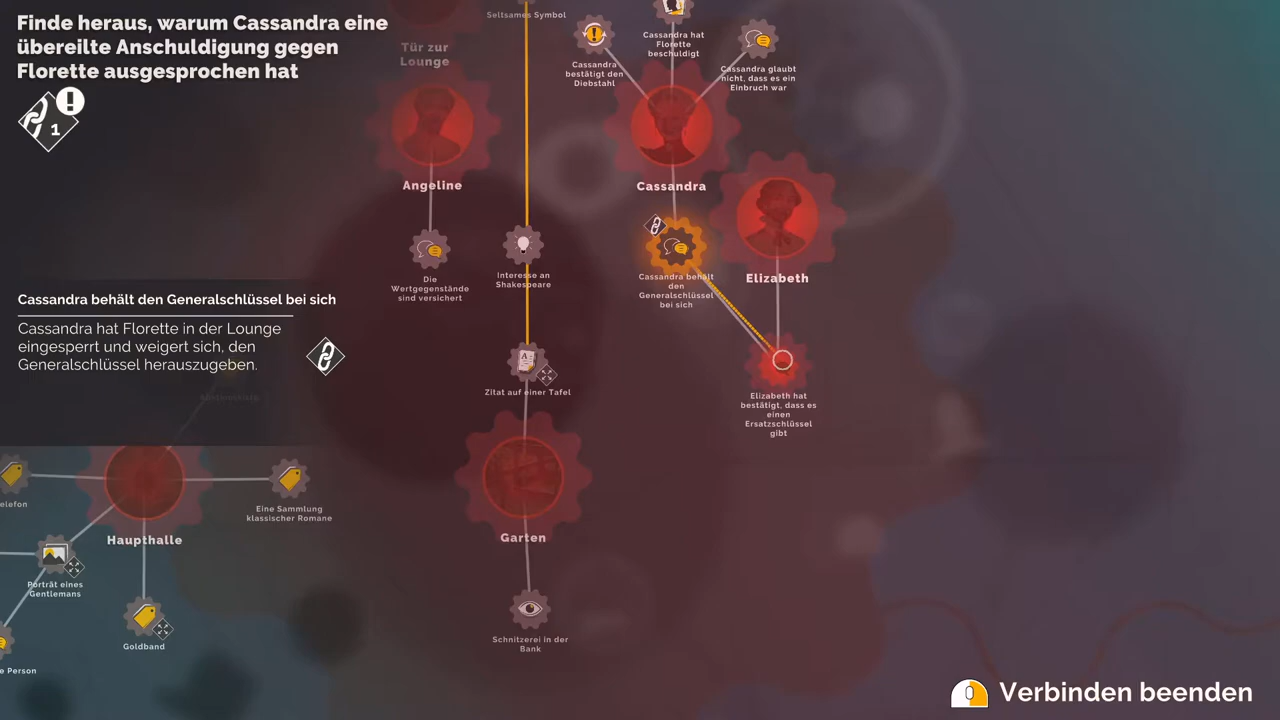 Finde heraus, warum Cassandra eine
übereilte Anschuldigung gegen
Florette ausgesprochen hat
1
Seltsames Symbol
Tür zur
Lounge
Cassandra
bestätigt den
Diebstahl
Cassandra hat
Florette
beschuldigt
Cassandra glaubt
nicht, dass es ein
Einbruch war
Angeline
Cassandra
Elizabeth
Die
Wertgegenstände
sind versichert
Interesse an
Shakespeare
Cassandra behält
den
Generalschlüssel
bei sich
Cassandra behält den Generalschlüssel bei sich
Cassandra hat Florette in der Lounge
eingesperrt und weigert sich, den
Generalschlüssel herauszugeben.
Zitat auf einer Tafel
Elizabeth hat
bestätigt, dass es
einen
Ersatzschlüssel
gibt
elefon
Eine Sammlung
klassischer Romane
Haupthalle
Garten
Porträt eines
Gentlemans
Goldband
Schnitzerei in der
Bank
e Person
Verbinden beenden